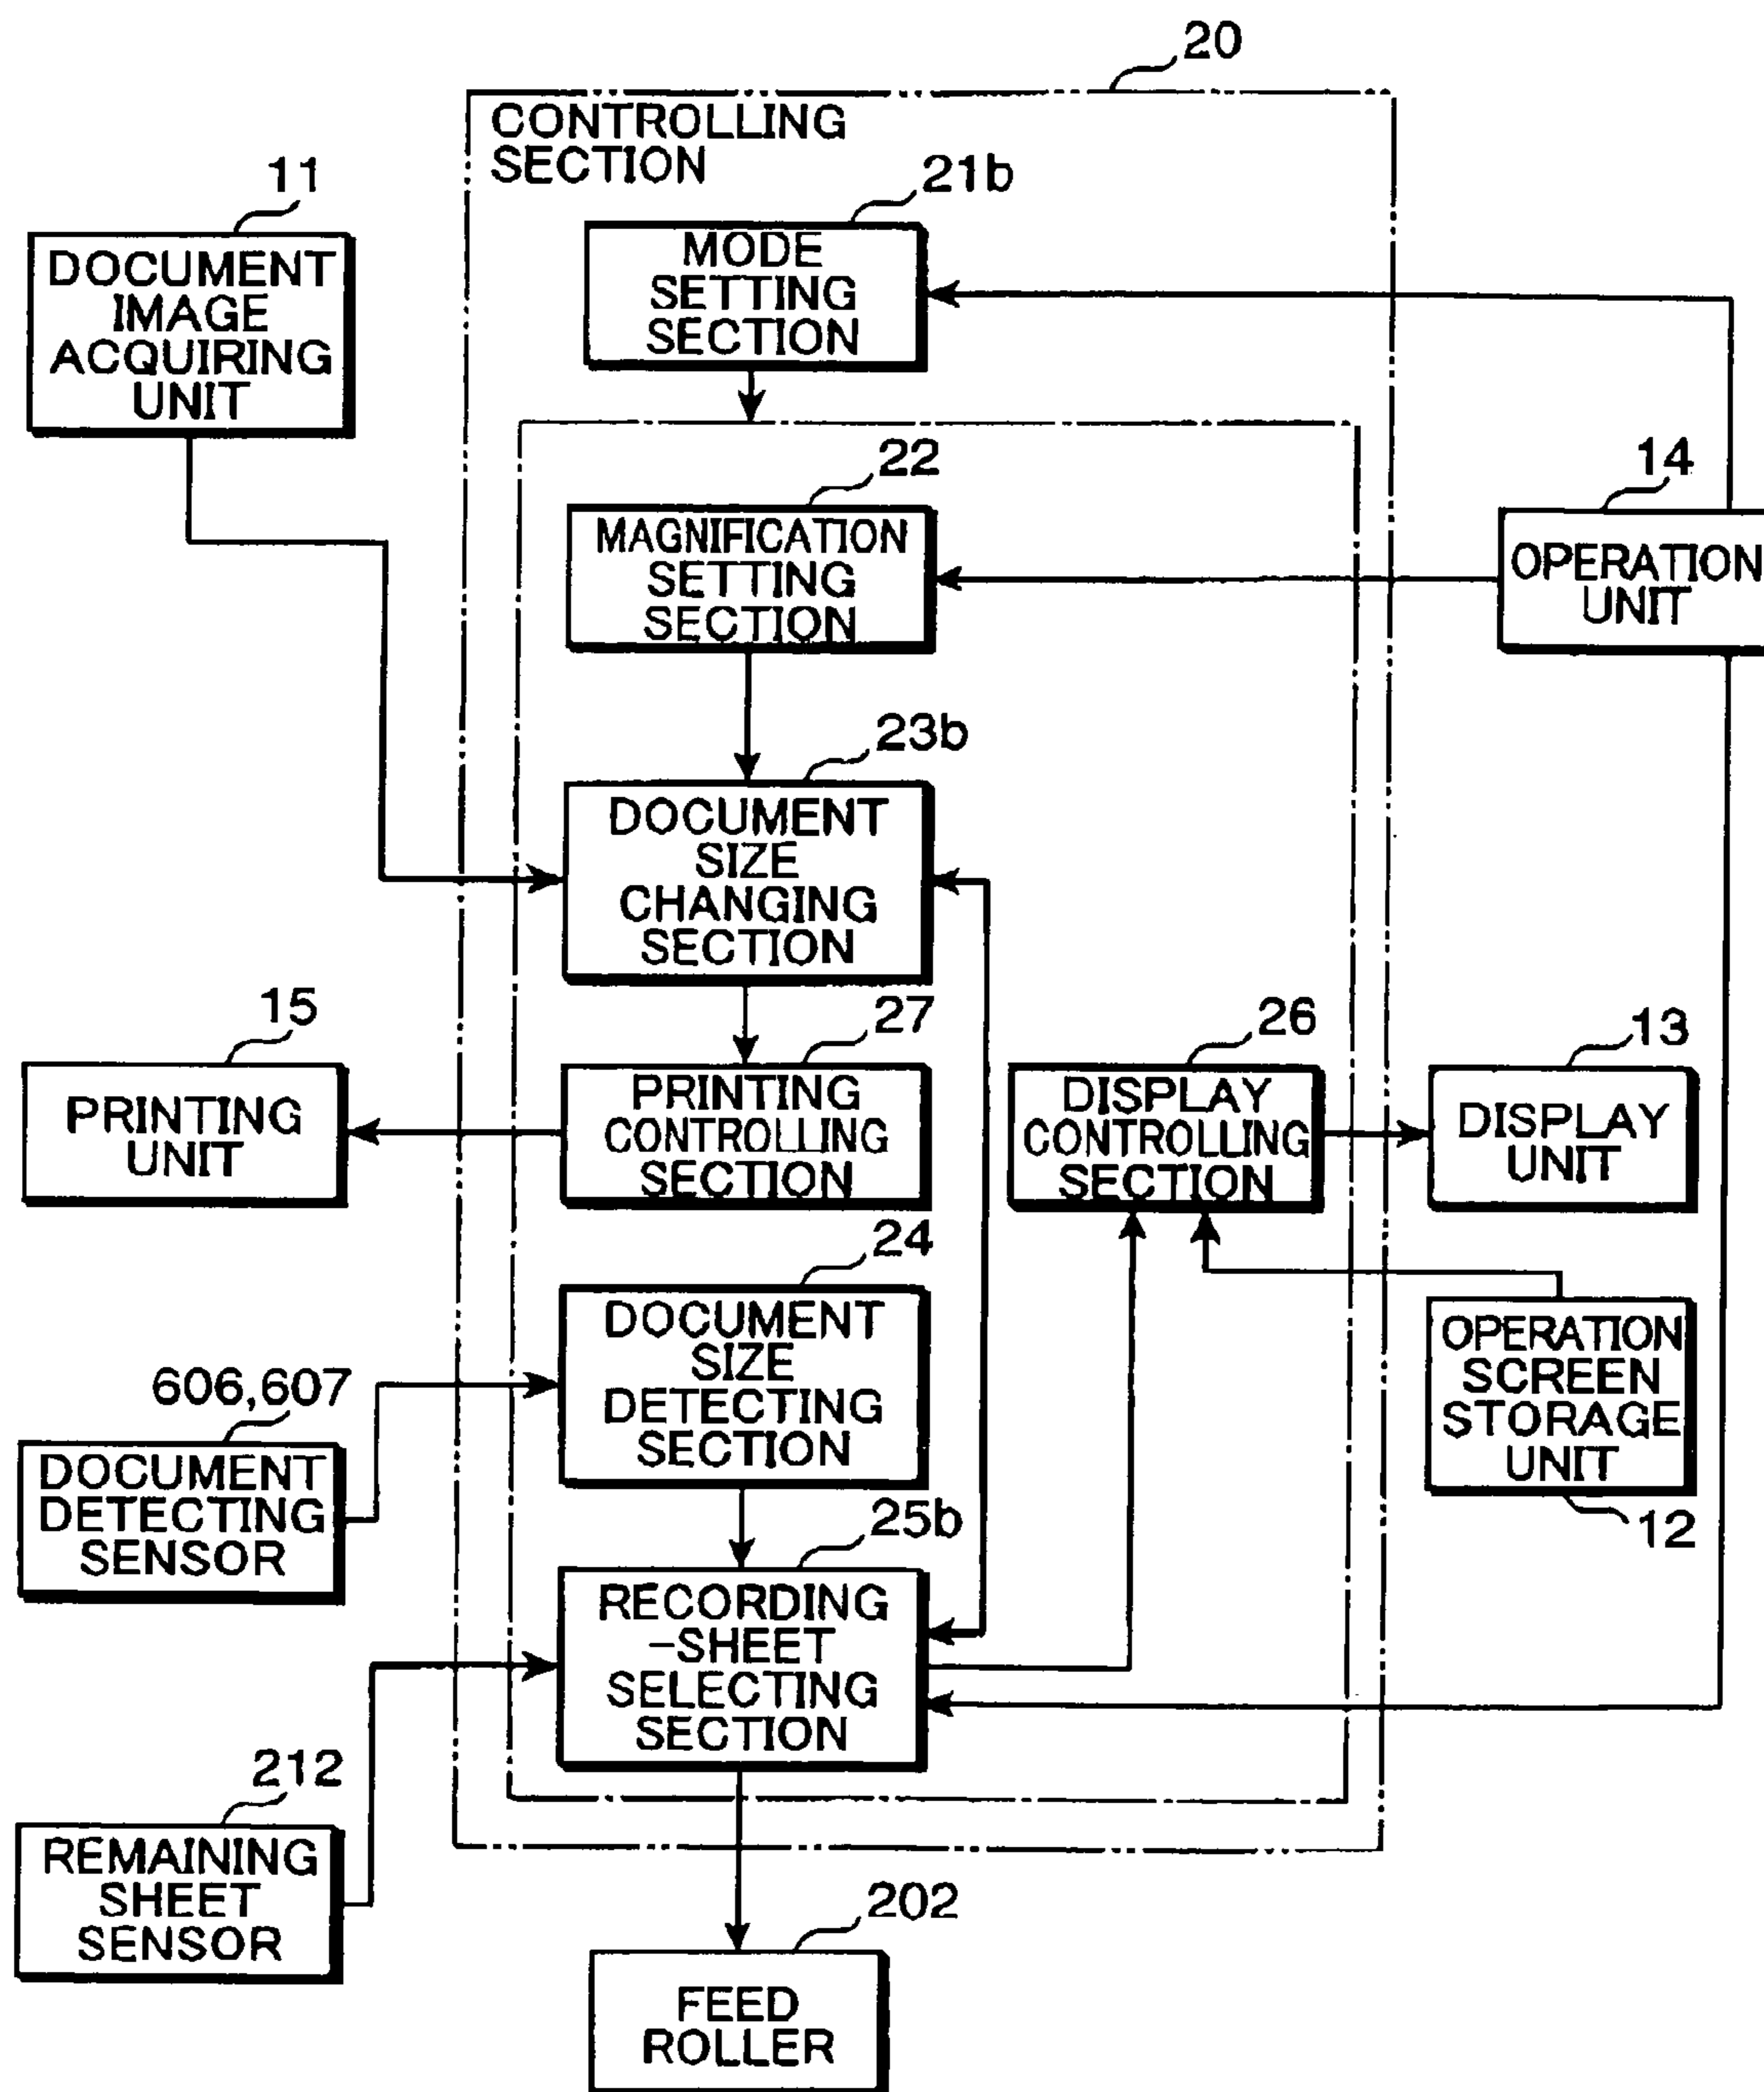 20
CONTROLLING
SECTION
11
DOCUMENT
IMAGE
ACQUIRING
UNIT
21b
MODE
SETTING
SECTION
22
MAGNIFICATION
SETTING
SECTION
14
OPERATION
UNIT
23b
DOCUMENT
SIZE
CHANGING
SECTION
15
PRINTING
UNIT
27
PRINTING
CONTROLLING
SECTION
26
DISPLAY
CONTROLLING
SECTION
13
DISPLAY
UNIT
24
DOCUMENT
SIZE
DETECTING
SECTION
OPERATION
SCREEN
STORAGE
UNIT
12
606,607
DOCUMENT
DETECTING
SENSOR
25b
RECORDING
-SHEET
SELECTING
SECTION
212
REMAINING
SHEET
SENSOR
202
FEED
ROLLER